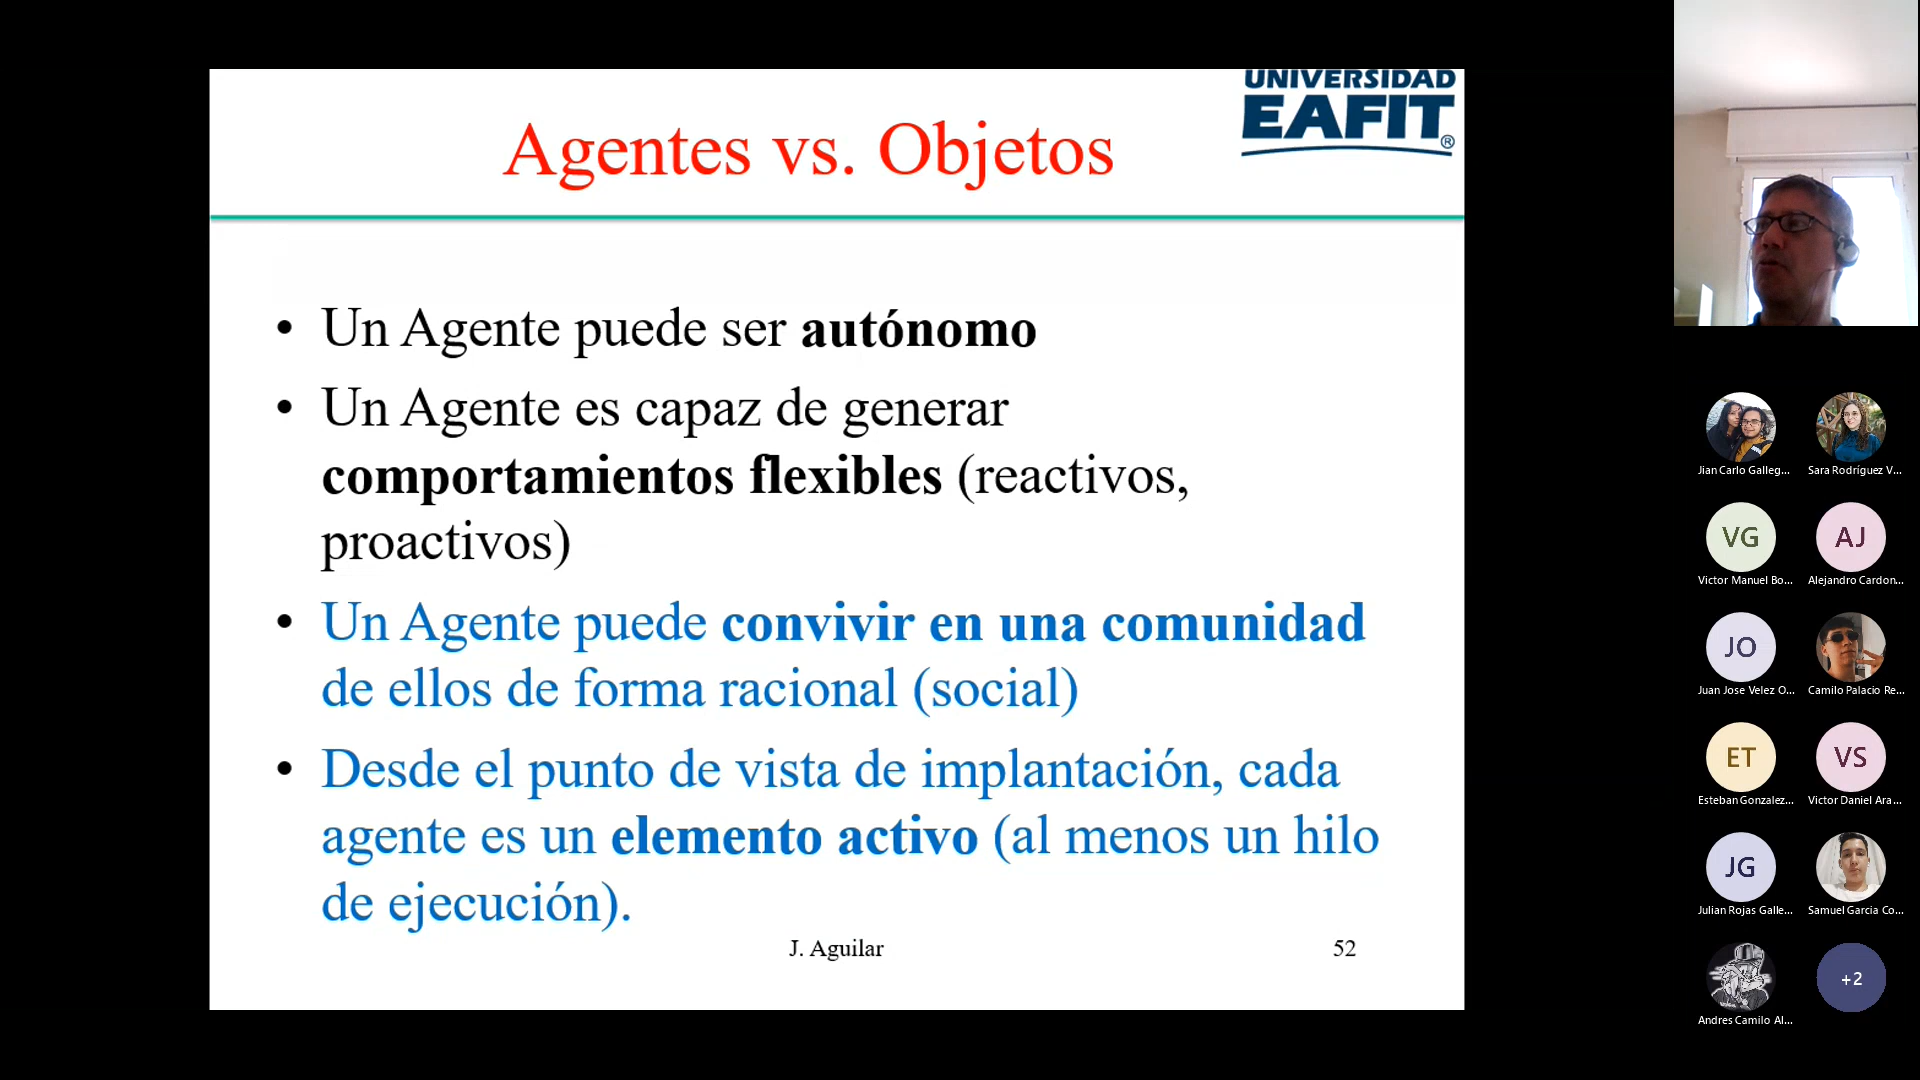 UNIVERSIDAD
EAFIT®
Agentes vs. Objetos
• Un Agente puede ser autónomo
• Un Agente es capaz de generar
comportamientos flexibles (reactivos,
proactivos)
• Un Agente puede convivir en una comunidad
de ellos de forma racional (social)
• Desde el punto de vista de implantación, cada
agente es un elemento activo (al menos un hilo
de ejecución).
J. Aguilar
52
Jian Carlo Galleg...
Sara Rodríguez V...
VG
AJ
Victor Manuel Bo...
Alejandro Cardon...
JO
Juan Jose Velez O...
Camilo Palacio Re...
ET
VS
Esteban Gonzalez...
Victor Daniel Ara...
JG
Julian Rojas Galle...
Samuel Garcia Co...
+2
Andres Camilo Al...